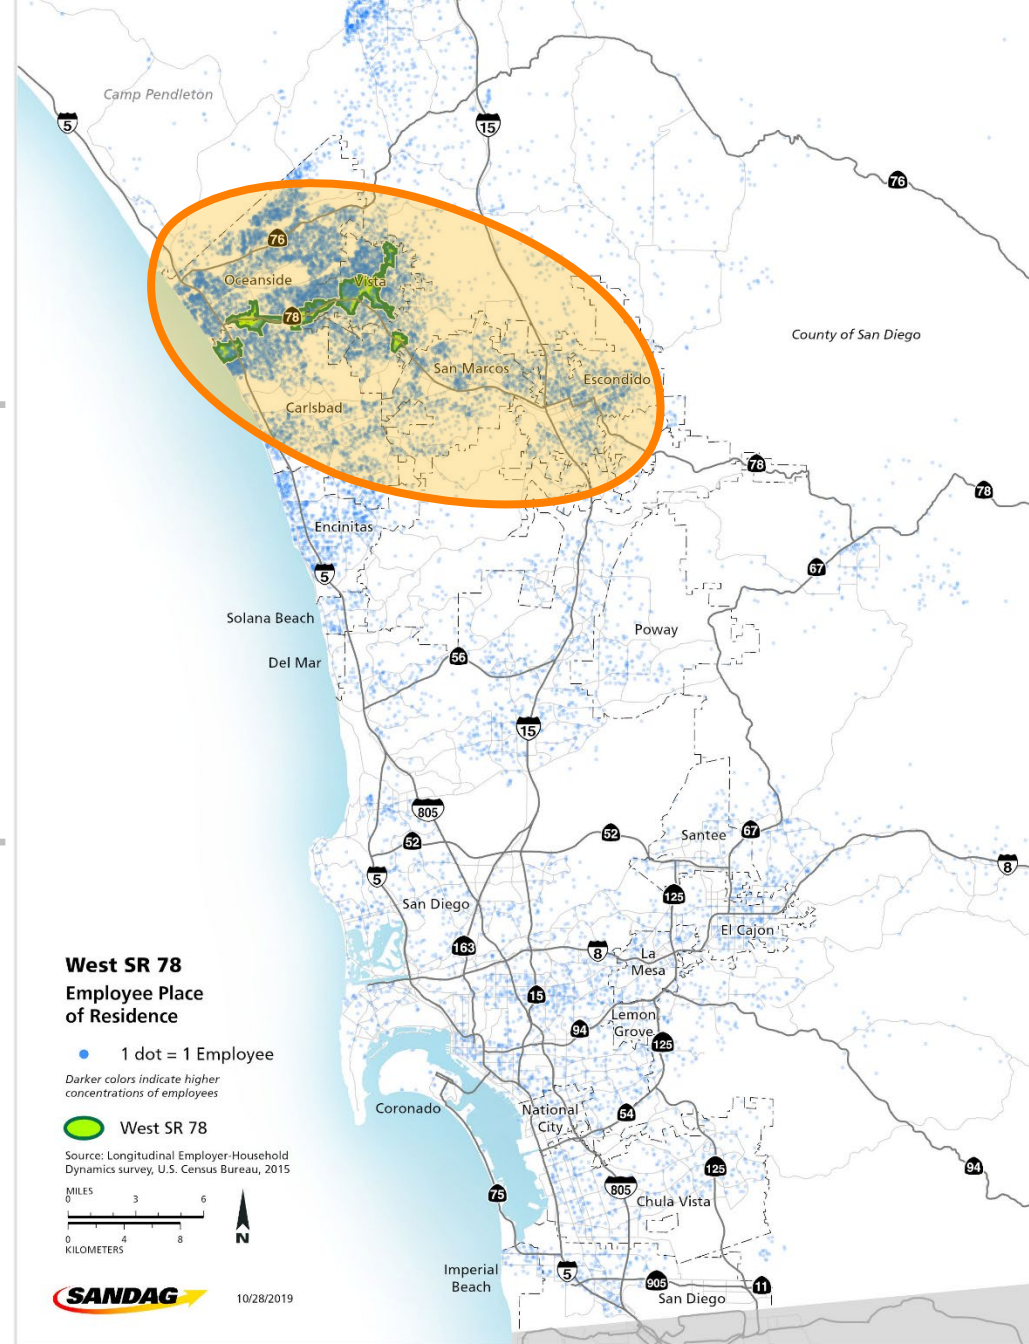 Camp Pendleton
5
15
76
76
Oceanside
Vista
78
County of San Diego
San Marcos
Escondido
Carlsbad
78
78
Encinitas
5
67
Solana Beach
Poway
Del Mar
56
15
805
52
52
Santee
67
5
8
125
San Diego
El Cajon
163
8
La
Mesa
15
Lemon
Grove
94
125
West SR 78
Employee Place
of Residence
1 dot = 1 Employee
Darker colors indicate higher
concentrations of employees
West SR 78
Source: Longitudinal Employer-Household
Dynamics survey, U.S. Census Bureau, 2015
MILES
0 3 6
0 4 8
KILOMETERS
N
SANDAG
10/28/2019
Coronado
National
City
54
125
94
75
805
Chula Vista
Imperial
Beach
5
905
11
San Diego